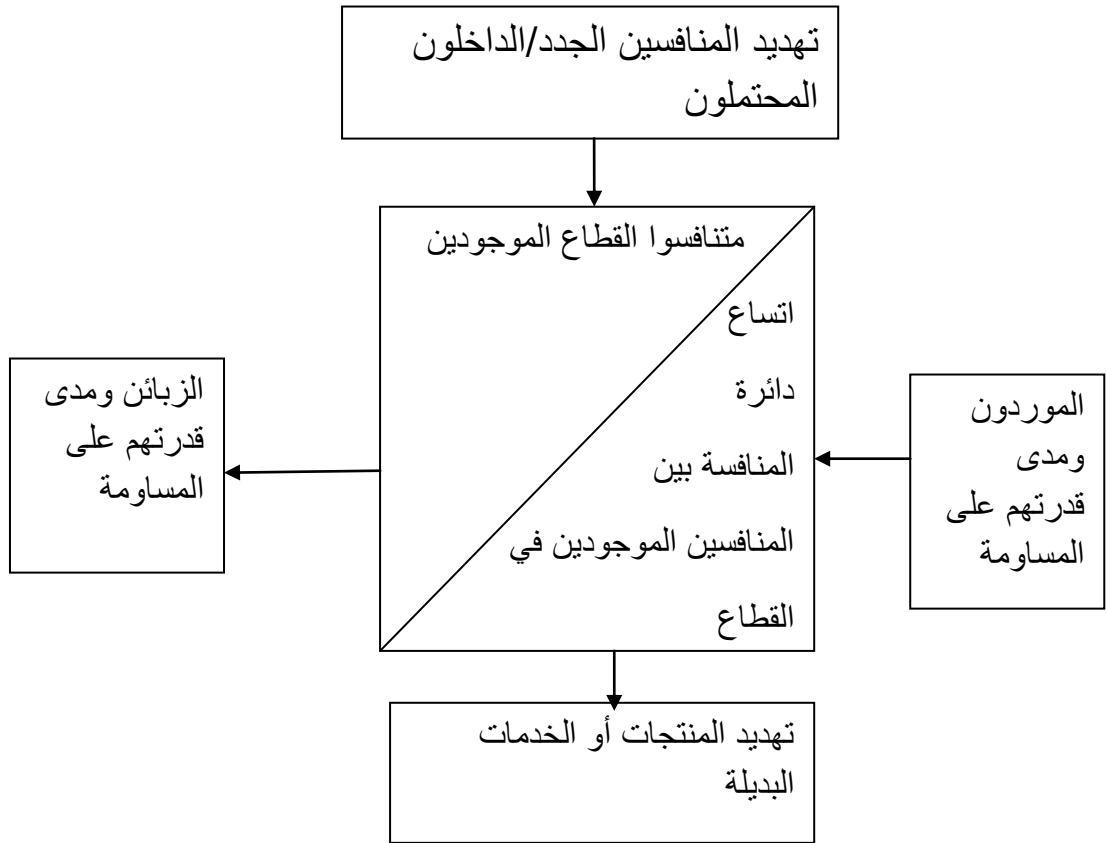 تهديد المنافسين الجدد/الداخلون
المحتملون
متنافسوا القطاع الموجودين
اتساع
دائرة
المنافسة بين
المنافسين الموجودين في
القطاع
الموردون
ومدى
قدرتهم على
المساومة
الزبائن ومدى
قدرتهم على
المساومة
تهديد المنتجات أو الخدمات
البديلة